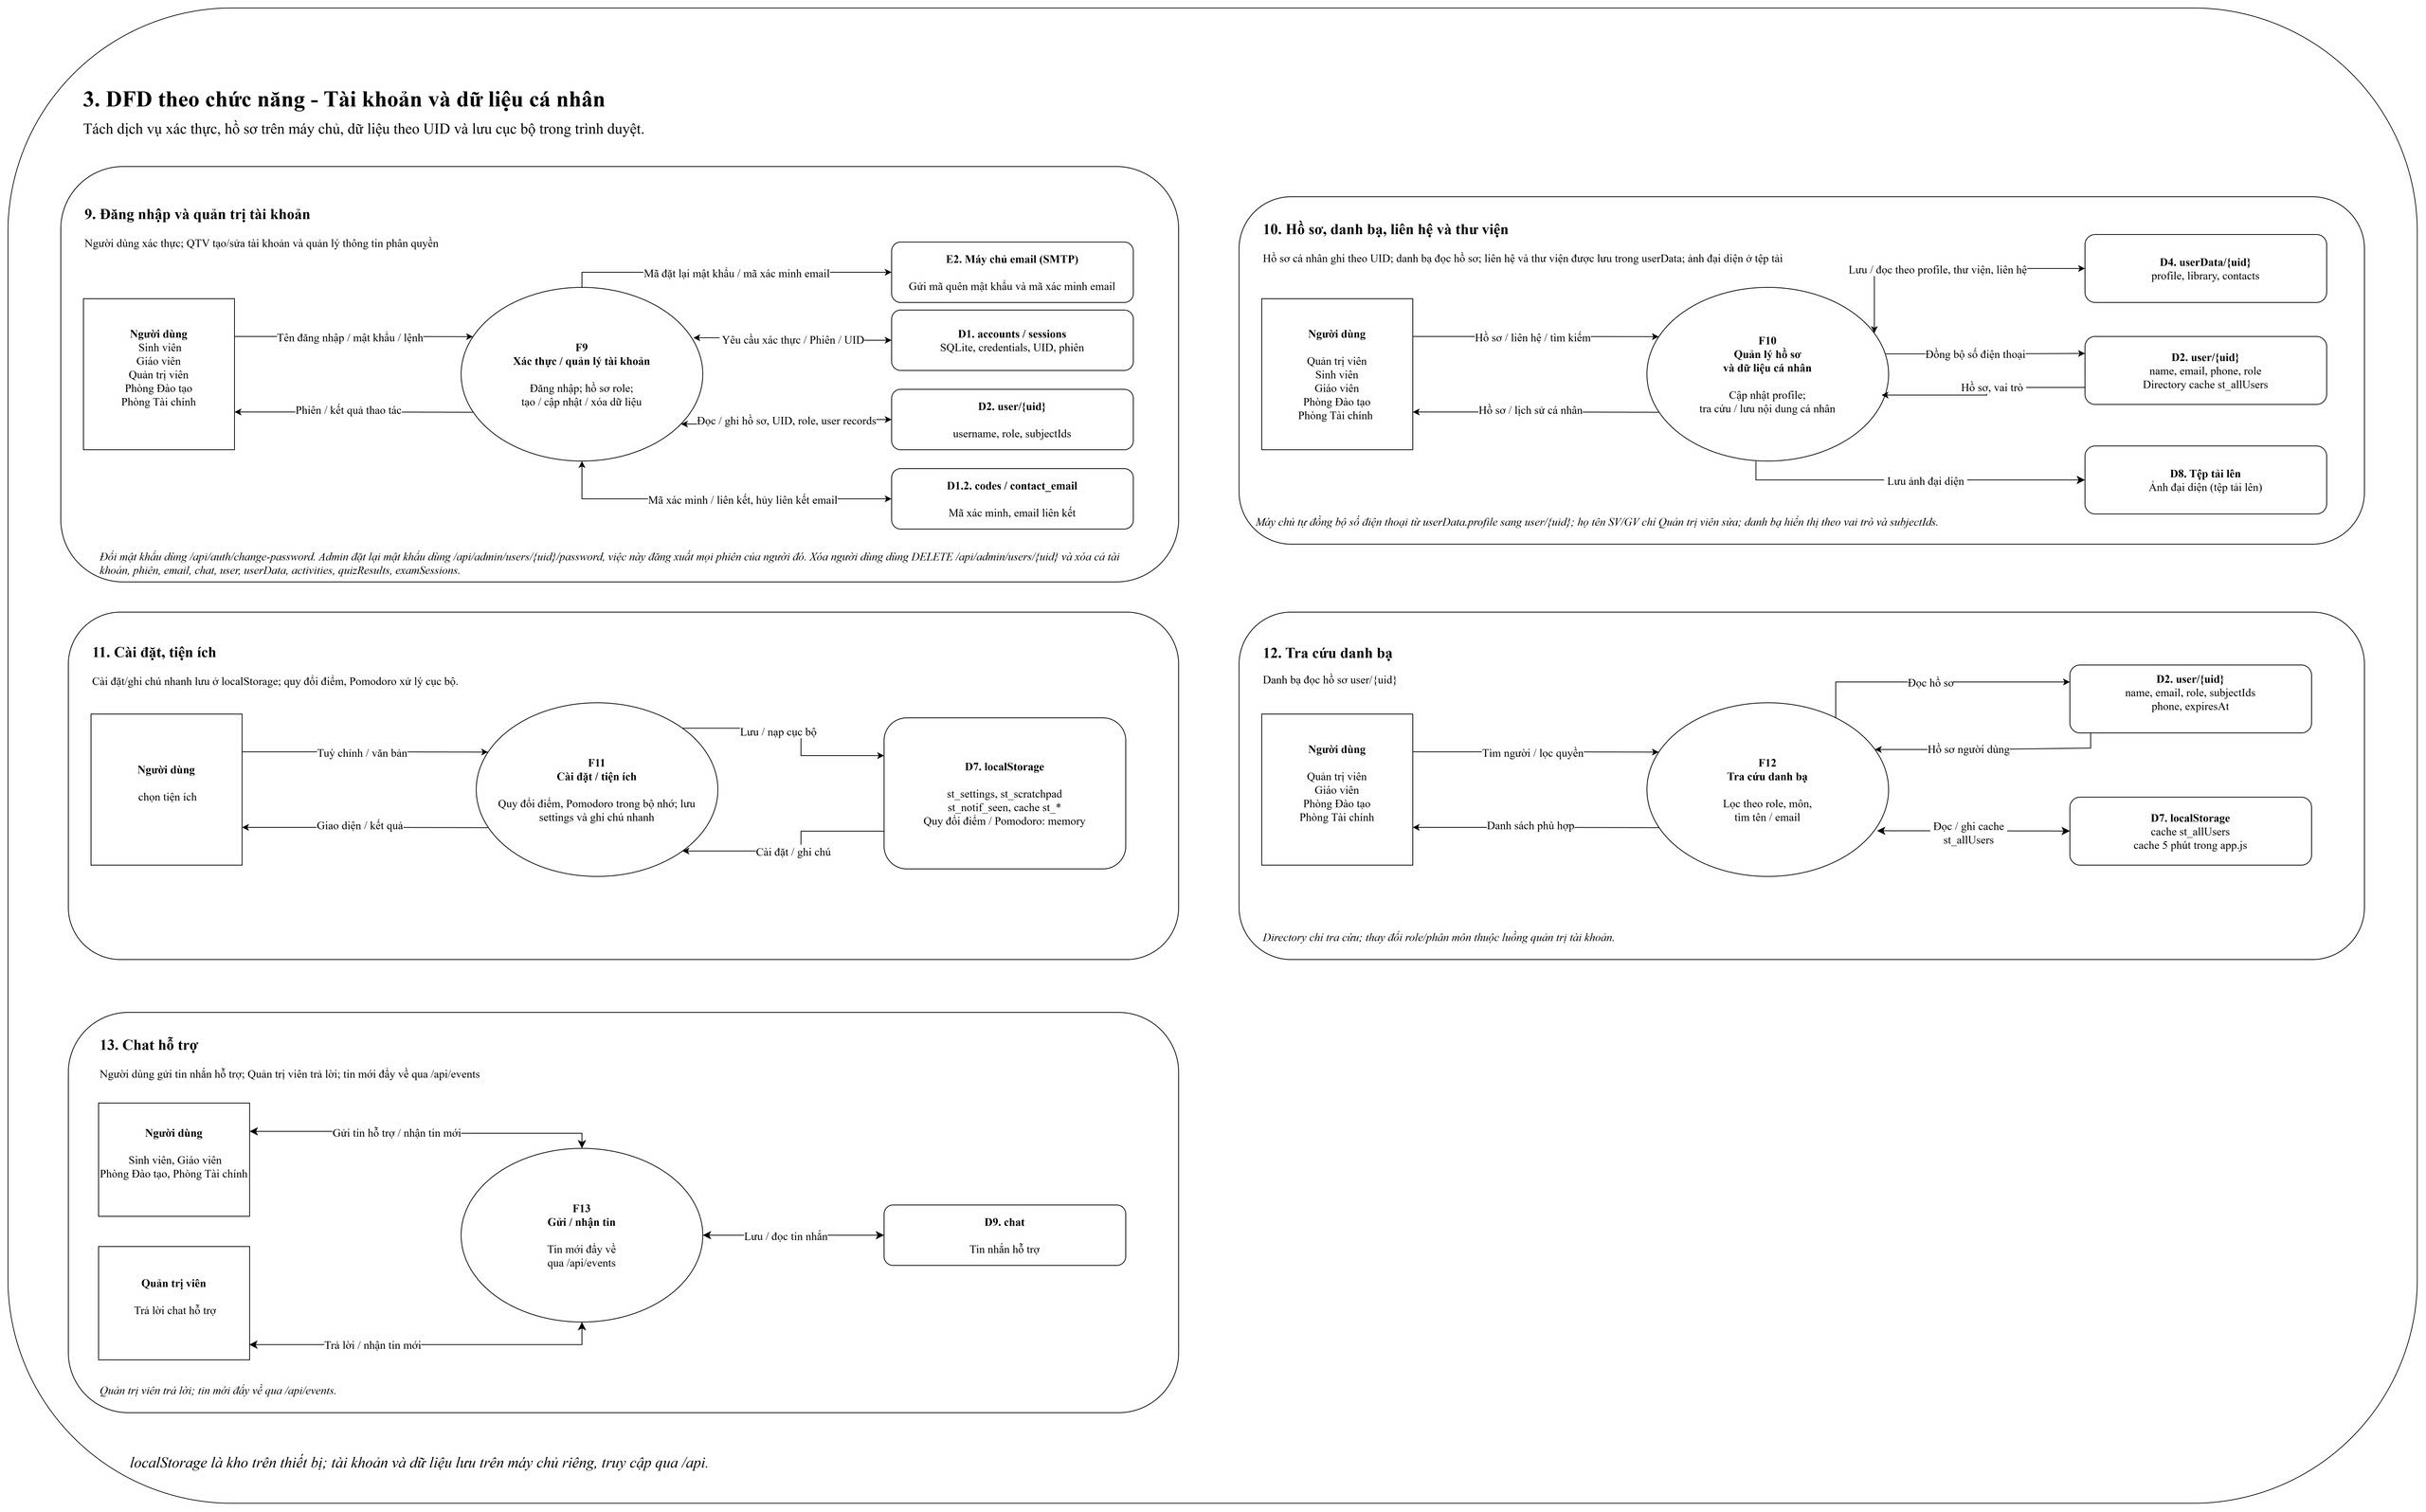 3. DFD theo chức năng - Tài khoản và dữ liệu cá nhân
Tách dịch vụ xác thực, hồ sơ trên máy chủ, dữ liệu theo UID và lưu cục bộ trong trình duyệt.
9. Đăng nhập và quản trị tài khoản
Người dùng xác thực; QTV tạo/sửa tài khoản và quản lý thông tin phân quyền
Người dùng
Sinh viên
Giáo viên
Quản trị viên
Phòng Đào tạo
Phòng Tài chính
Tên đăng nhập / mật khẩu / lệnh
Phiên / kết quả thao tác
F9
Xác thực / quản lý tài khoản
Đăng nhập; hồ sơ role;
tạo / cập nhật / xóa dữ liệu
Mã đặt lại mật khẩu / mã xác minh email
Yêu cầu xác thực / Phiên / UID
Đọc / ghi hồ sơ, UID, role, user records
Mã xác minh / liên kết, hủy liên kết email
E2. Máy chủ email (SMTP)
Gửi mã quên mật khẩu và mã xác minh email
D1. accounts / sessions
SQLite, credentials, UID, phiên
D2. user/{uid}
username, role, subjectIds
D1.2. codes / contact_email
Mã xác minh, email liên kết
Đổi mật khẩu dùng /api/auth/change-password. Admin đặt lại mật khẩu dùng /api/admin/users/{uid}/password, việc này đăng xuất mọi phiên của người đó. Xóa người dùng dùng DELETE /api/admin/users/{uid} và xóa cả tài
khoản, phiên, email, chat, user, userData, activities, quizResults, examSessions.
10. Hồ sơ, danh bạ, liên hệ và thư viện
Hồ sơ cá nhân ghi theo UID; danh bạ đọc hồ sơ; liên hệ và thư viện được lưu trong userData; ảnh đại diện ở tệp tải
Người dùng
Quản trị viên
Sinh viên
Giáo viên
Phòng Đào tạo
Phòng Tài chính
Hồ sơ / liên hệ / tìm kiếm
Hồ sơ / lịch sử cá nhân
F10
Quản lý hồ sơ
và dữ liệu cá nhân
Cập nhật profile;
tra cứu / lưu nội dung cá nhân
Lưu / đọc theo profile, thư viện, liên hệ
Đồng bộ số điện thoại
Hồ sơ, vai trò
Lưu ảnh đại diện
D4. userData/{uid}
profile, library, contacts
D2. user/{uid}
name, email, phone, role
Directory cache st_allUsers
D8. Tệp tải lên
Ảnh đại diện (tệp tải lên)
Máy chủ tự đồng bộ số điện thoại từ userData.profile sang user/{uid}; họ tên SV/GV chỉ Quản trị viên sửa; danh bạ hiển thị theo vai trò và subjectIds.
11. Cài đặt, tiện ích
Cài đặt/ghi chú nhanh lưu ở localStorage; quy đổi điểm, Pomodoro xử lý cục bộ.
Người dùng
chọn tiện ích
Tuỳ chỉnh / văn bản
Giao diện / kết quả
F11
Cài đặt / tiện ích
Quy đổi điểm, Pomodoro trong bộ nhớ; lưu
settings và ghi chú nhanh
Lưu / nạp cục bộ
Cài đặt / ghi chú
D7. localStorage
st_settings, st_scratchpad
st_notif_seen, cache st_*
Quy đổi điểm / Pomodoro: memory
12. Tra cứu danh bạ
Danh bạ đọc hồ sơ user/{uid}
Người dùng
Quản trị viên
Giáo viên
Phòng Đào tạo
Phòng Tài chính
Tìm người / lọc quyền
Danh sách phù hợp
F12
Tra cứu danh bạ
Lọc theo role, môn,
tìm tên / email
Đọc hồ sơ
Hồ sơ người dùng
Đọc / ghi cache
st_allUsers
D2. user/{uid}
name, email, role, subjectIds
phone, expiresAt
D7. localStorage
cache st_allUsers
cache 5 phút trong app.js
Directory chỉ tra cứu; thay đổi role/phân môn thuộc luồng quản trị tài khoản.
13. Chat hỗ trợ
Người dùng gửi tin nhắn hỗ trợ; Quản trị viên trả lời; tin mới đẩy về qua /api/events
Người dùng
Sinh viên, Giáo viên
Phòng Đào tạo, Phòng Tài chính
Quản trị viên
Trả lời chat hỗ trợ
Gửi tin hỗ trợ / nhận tin mới
Trả lời / nhận tin mới
F13
Gửi / nhận tin
Tin mới đẩy về
qua /api/events
Lưu / đọc tin nhắn
D9. chat
Tin nhắn hỗ trợ
Quản trị viên trả lời; tin mới đẩy về qua /api/events.
localStorage là kho trên thiết bị; tài khoản và dữ liệu lưu trên máy chủ riêng, truy cập qua /api.